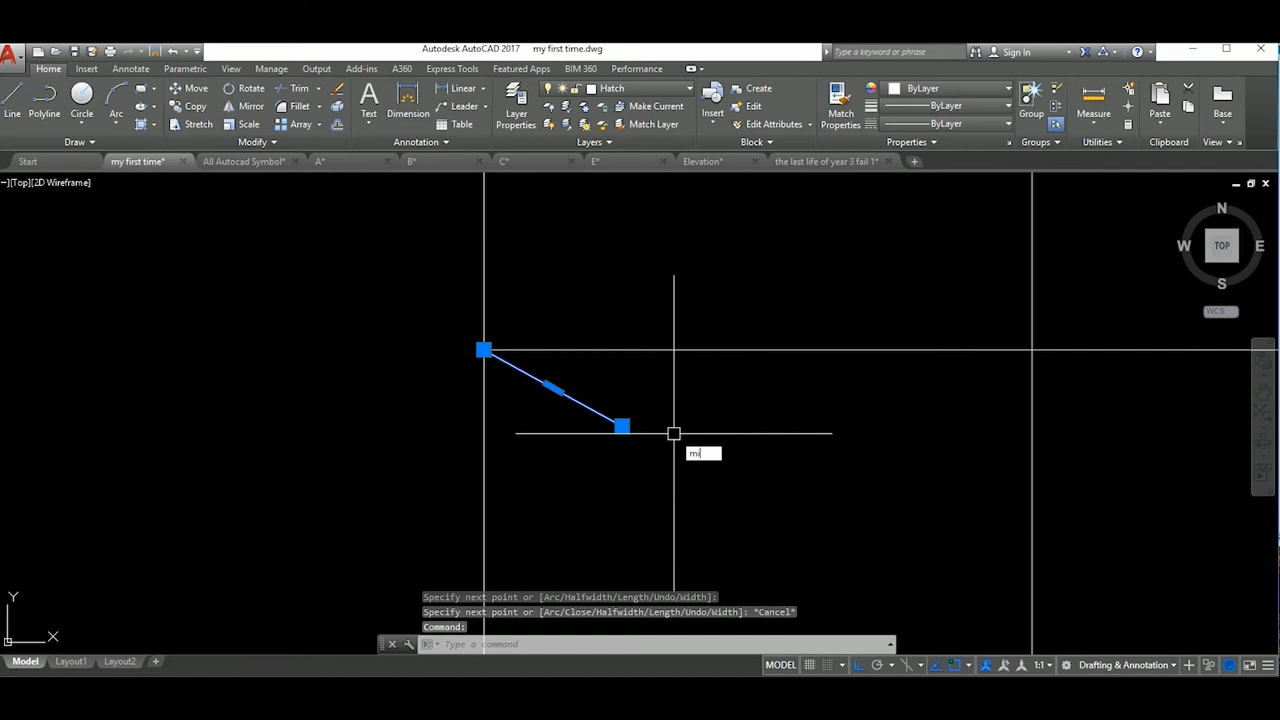 Autodesk AutoCAD 2017 my first time.dwg
Type a keyword or phrase
Sign In
Home Insert Annotate Parametric View Manage Output Add-ins A360 Express Tools Featured Apps BIM 360 Performance
Line Polyline Circle Arc
Move Rotate Trim
Copy Mirror Fillet
Stretch Scale Array
Text Dimension
Linear
Leader
Table
Layer Properties
Hatch
Make Current
Match Layer
Insert
Create
Edit
Edit Attributes
Match Properties
ByLayer
ByLayer
ByLayer
Group
Measure
Paste
Base
Draw Modify Annotation Layers Block Properties Groups Utilities Clipboard View
Start my first time* All Autocad Symbol* A* B* C* E* Elevation* the last life of year 3 fail 1*
–][Top][2D Wireframe]
N
W TOP E
S
WCS
mi
Specify next point or [Arc/Halfwidth/Length/Undo/Width]:
Specify next point or [Arc/Close/Halfwidth/Length/Undo/Width]: *Cancel*
Command:
Type a command
Y
X
Model Layout1 Layout2 +
MODEL 1:1 Drafting & Annotation